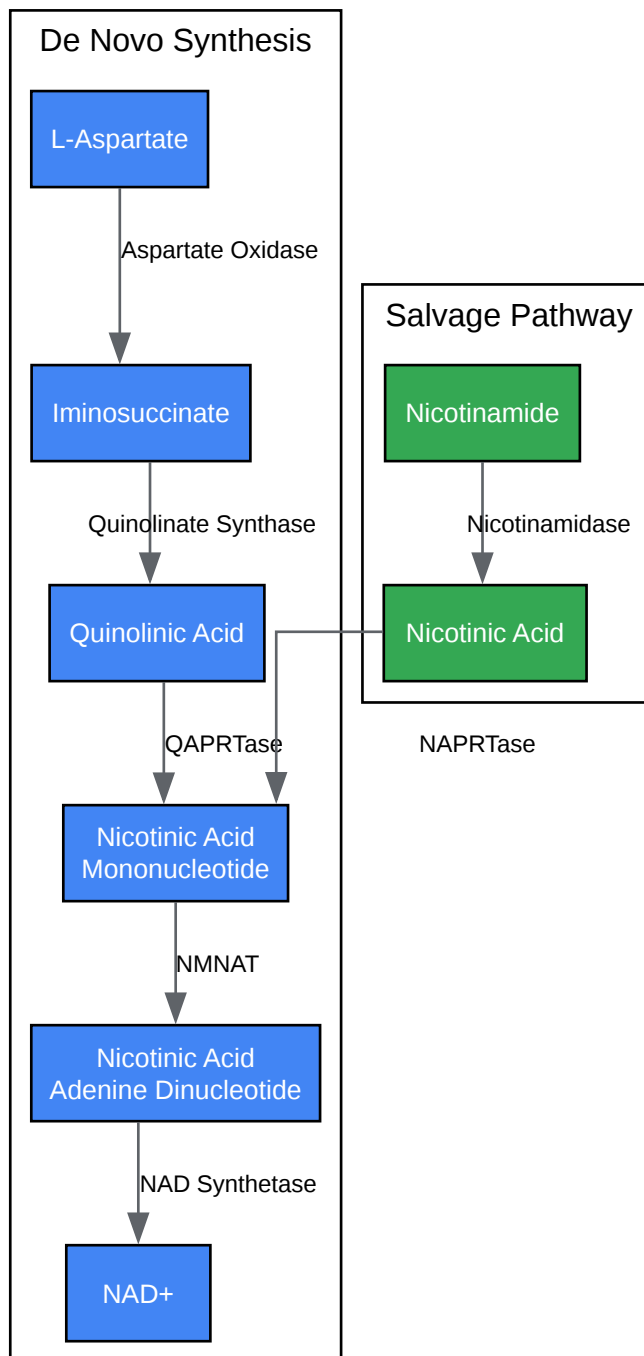 De Novo Synthesis
L-Aspartate
Aspartate Oxidase
Iminosuccinate
Quinolinate Synthase
Quinolinic Acid
QAPRTase
Nicotinic Acid
Mononucleotide
NMNAT
Nicotinic Acid
Adenine Dinucleotide
NAD Synthetase
NAD+
Salvage Pathway
Nicotinamide
Nicotinamidase
Nicotinic Acid
NAPRTase